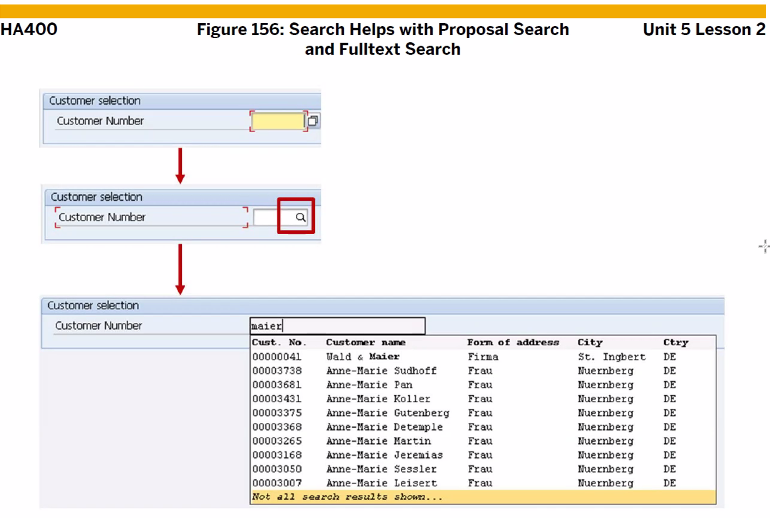 HA400
Figure 156: Search Helps with Proposal Search
and Fulltext Search
Unit 5 Lesson 2
Customer selection
Customer Number
Customer selection
Customer Number
Customer selection
Customer Number
maier
Cust. No. Customer name Form of address City Ctry
00000041 Wald & Maier Firma St. Ingbert DE
00003738 Anne-Marie Sudhoff Frau Nuernberg DE
00003681 Anne-Marie Pan Frau Nuernberg DE
00003431 Anne-Marie Koller Frau Nuernberg DE
00003375 Anne-Marie Gutenberg Frau Nuernberg DE
00003368 Anne-Marie Detemple Frau Nuernberg DE
00003265 Anne-Marie Martin Frau Nuernberg DE
00003168 Anne-Marie Jeremias Frau Nuernberg DE
00003050 Anne-Marie Sessler Frau Nuernberg DE
00003007 Anne-Marie Leisert Frau Nuernberg DE
Not all search results shown...